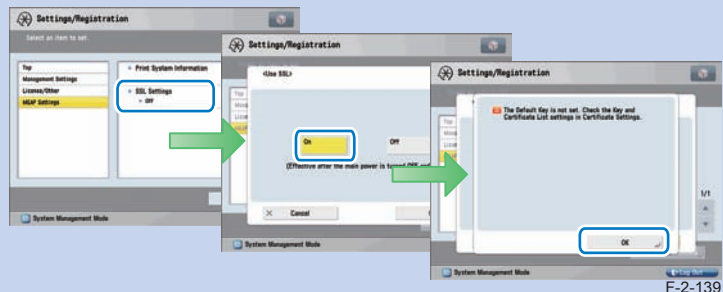 Settings/Registration
Select an item to set.
Top
Management Settings
License/Other
MEAP Settings
Print System Information
SSL Settings
Off
System Management Mode
Settings/Registration
<Use SSL>
Top
On
Off
(Effective after the main power is turned OFF and
Cancel
System Management Mode
Settings/Registration
The Default Key is not set. Check the Key and
Certificate List settings in Certificate Settings.
1/1
OK
System Management Mode
Log Out
F-2-139